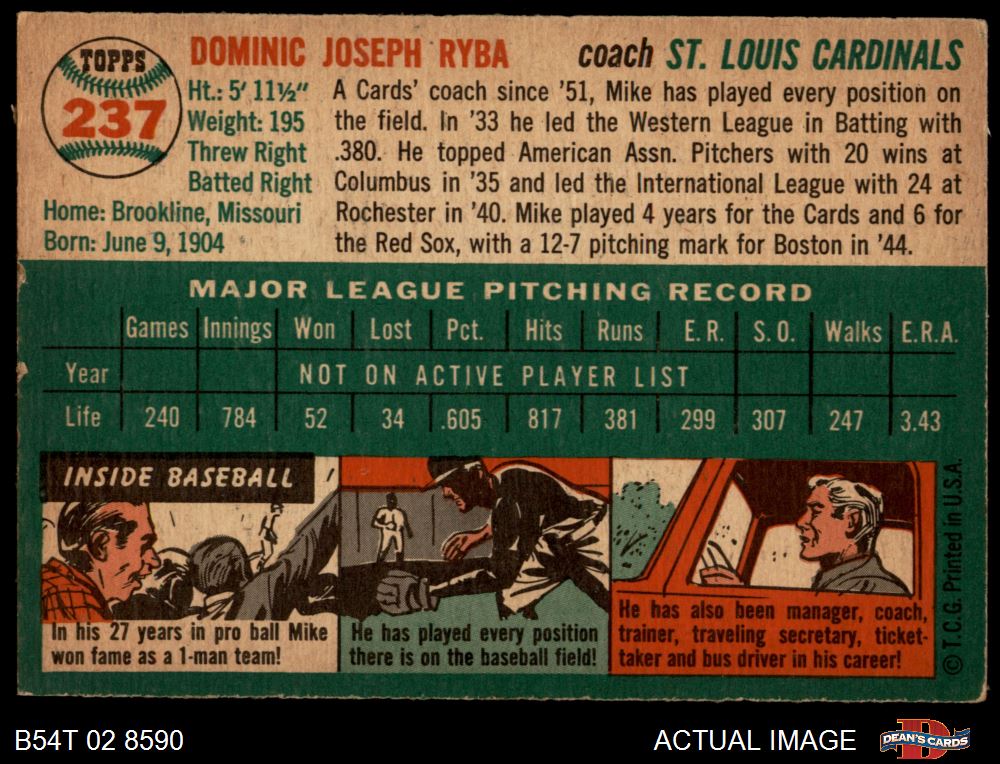 TOPPS
237
DOMINIC JOSEPH RYBA coach ST. LOUIS CARDINALS
Ht.: 5' 11½"
Weight: 195
Threw Right
Batted Right
Home: Brookline, Missouri
Born: June 9, 1904
A Cards' coach since '51, Mike has played every position on
the field. In '33 he led the Western League in Batting with
.380. He topped American Assn. Pitchers with 20 wins at
Columbus in '35 and led the International League with 24 at
Rochester in '40. Mike played 4 years for the Cards and 6 for
the Red Sox, with a 12-7 pitching mark for Boston in '44.
MAJOR LEAGUE PITCHING RECORD
Games Innings Won Lost Pct. Hits Runs E. R. S. O. Walks E.R.A.
Year NOT ON ACTIVE PLAYER LIST
Life 240 784 52 34 .605 817 381 299 307 247 3.43
INSIDE BASEBALL
In his 27 years in pro ball Mike
won fame as a 1-man team!
He has played every position
there is on the baseball field!
He has also been manager, coach,
trainer, traveling secretary, ticket-
taker and bus driver in his career!
© T.C.G. Printed in U.S.A.
B54T 02 8590
ACTUAL IMAGE
DEAN'S CARDS